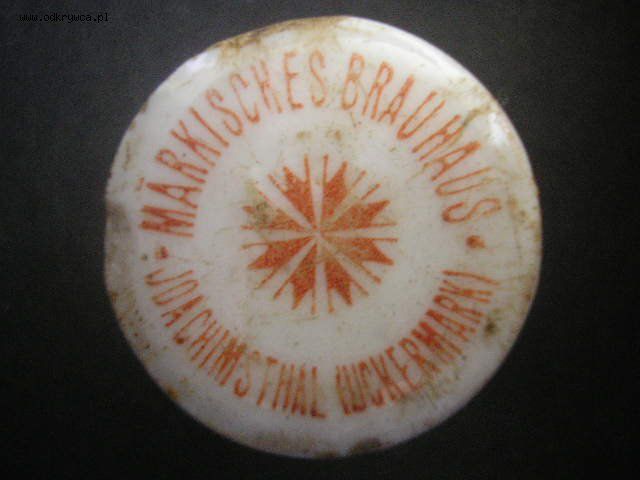 www.odkrywca.pl
MÄRKISCHES BRAUHAUS
JOACHIMSTHAL (UCKERMARK)